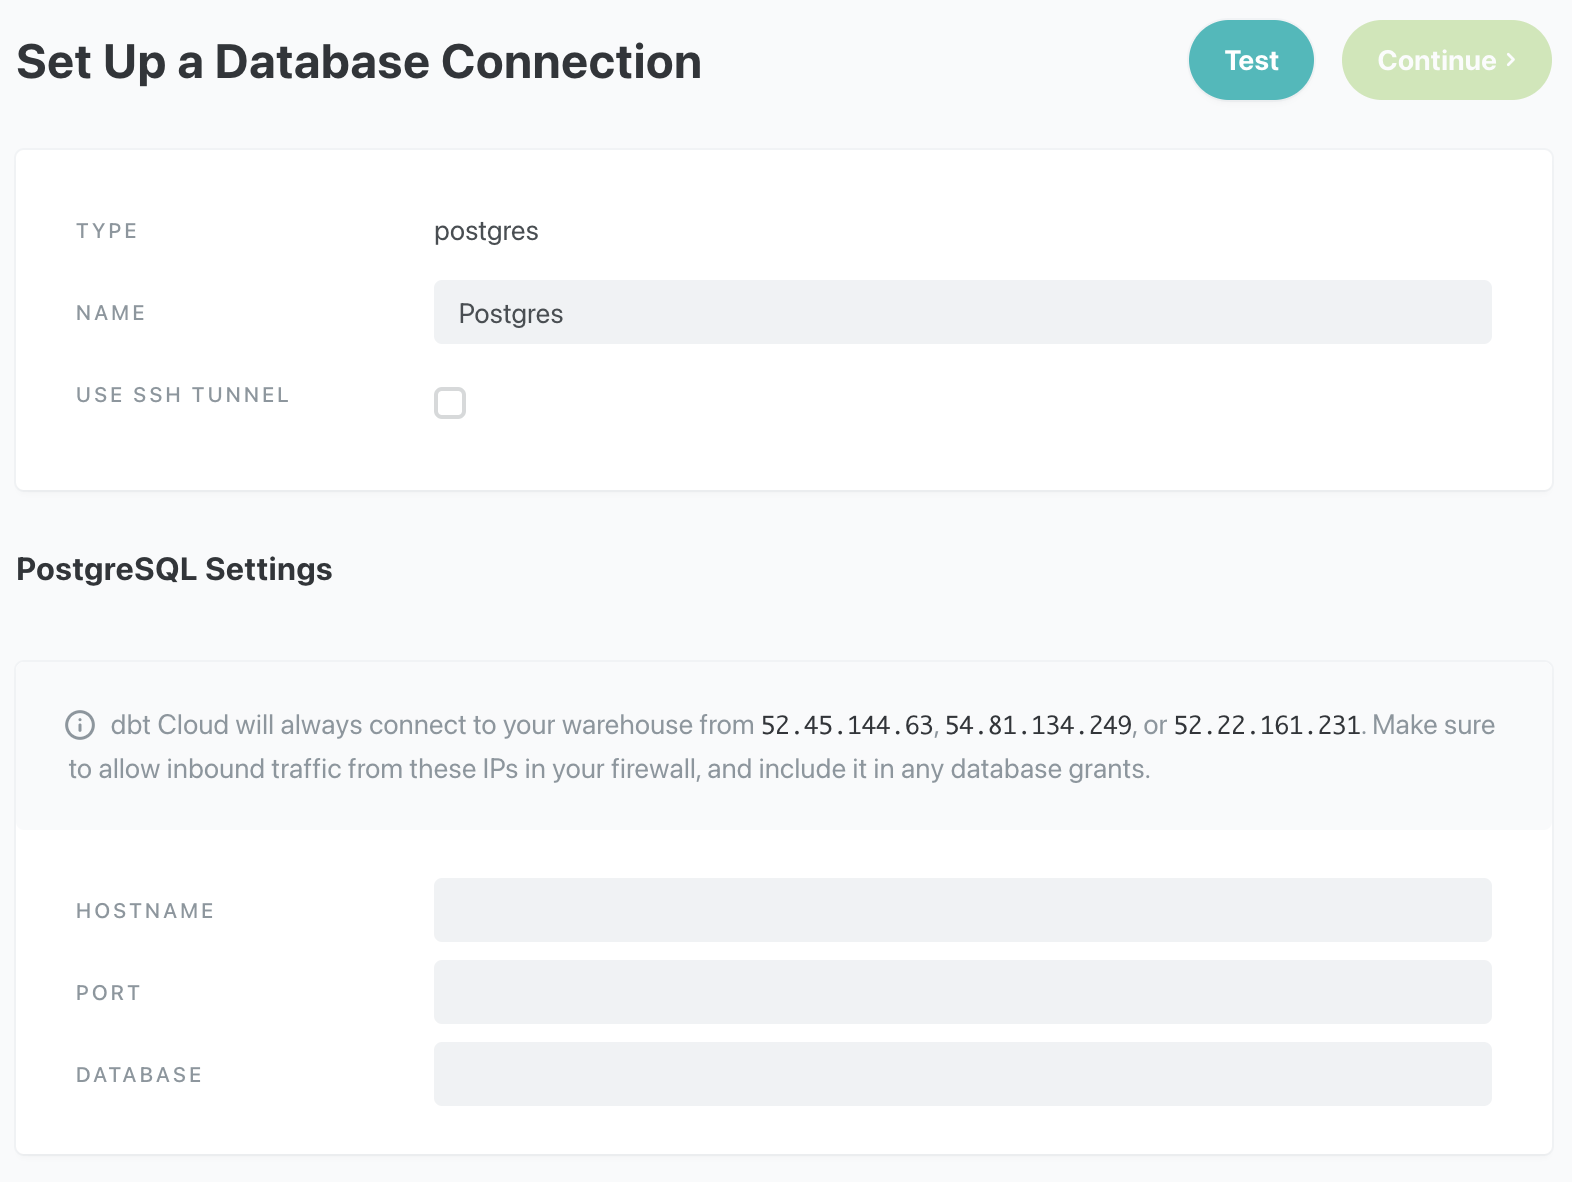 Set Up a Database Connection
Test
Continue ›
TYPE
postgres
NAME
Postgres
USE SSH TUNNEL
PostgreSQL Settings
dbt Cloud will always connect to your warehouse from 52.45.144.63, 54.81.134.249, or 52.22.161.231. Make sure
to allow inbound traffic from these IPs in your firewall, and include it in any database grants.
HOSTNAME
PORT
DATABASE